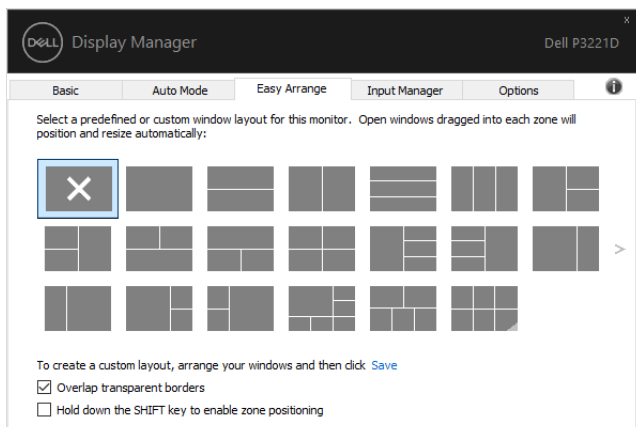 x
DELL Display Manager Dell P3221D
Basic Auto Mode Easy Arrange Input Manager Options i
Select a predefined or custom window layout for this monitor. Open windows dragged into each zone will
position and resize automatically:
>
To create a custom layout, arrange your windows and then click Save
Overlap transparent borders
Hold down the SHIFT key to enable zone positioning